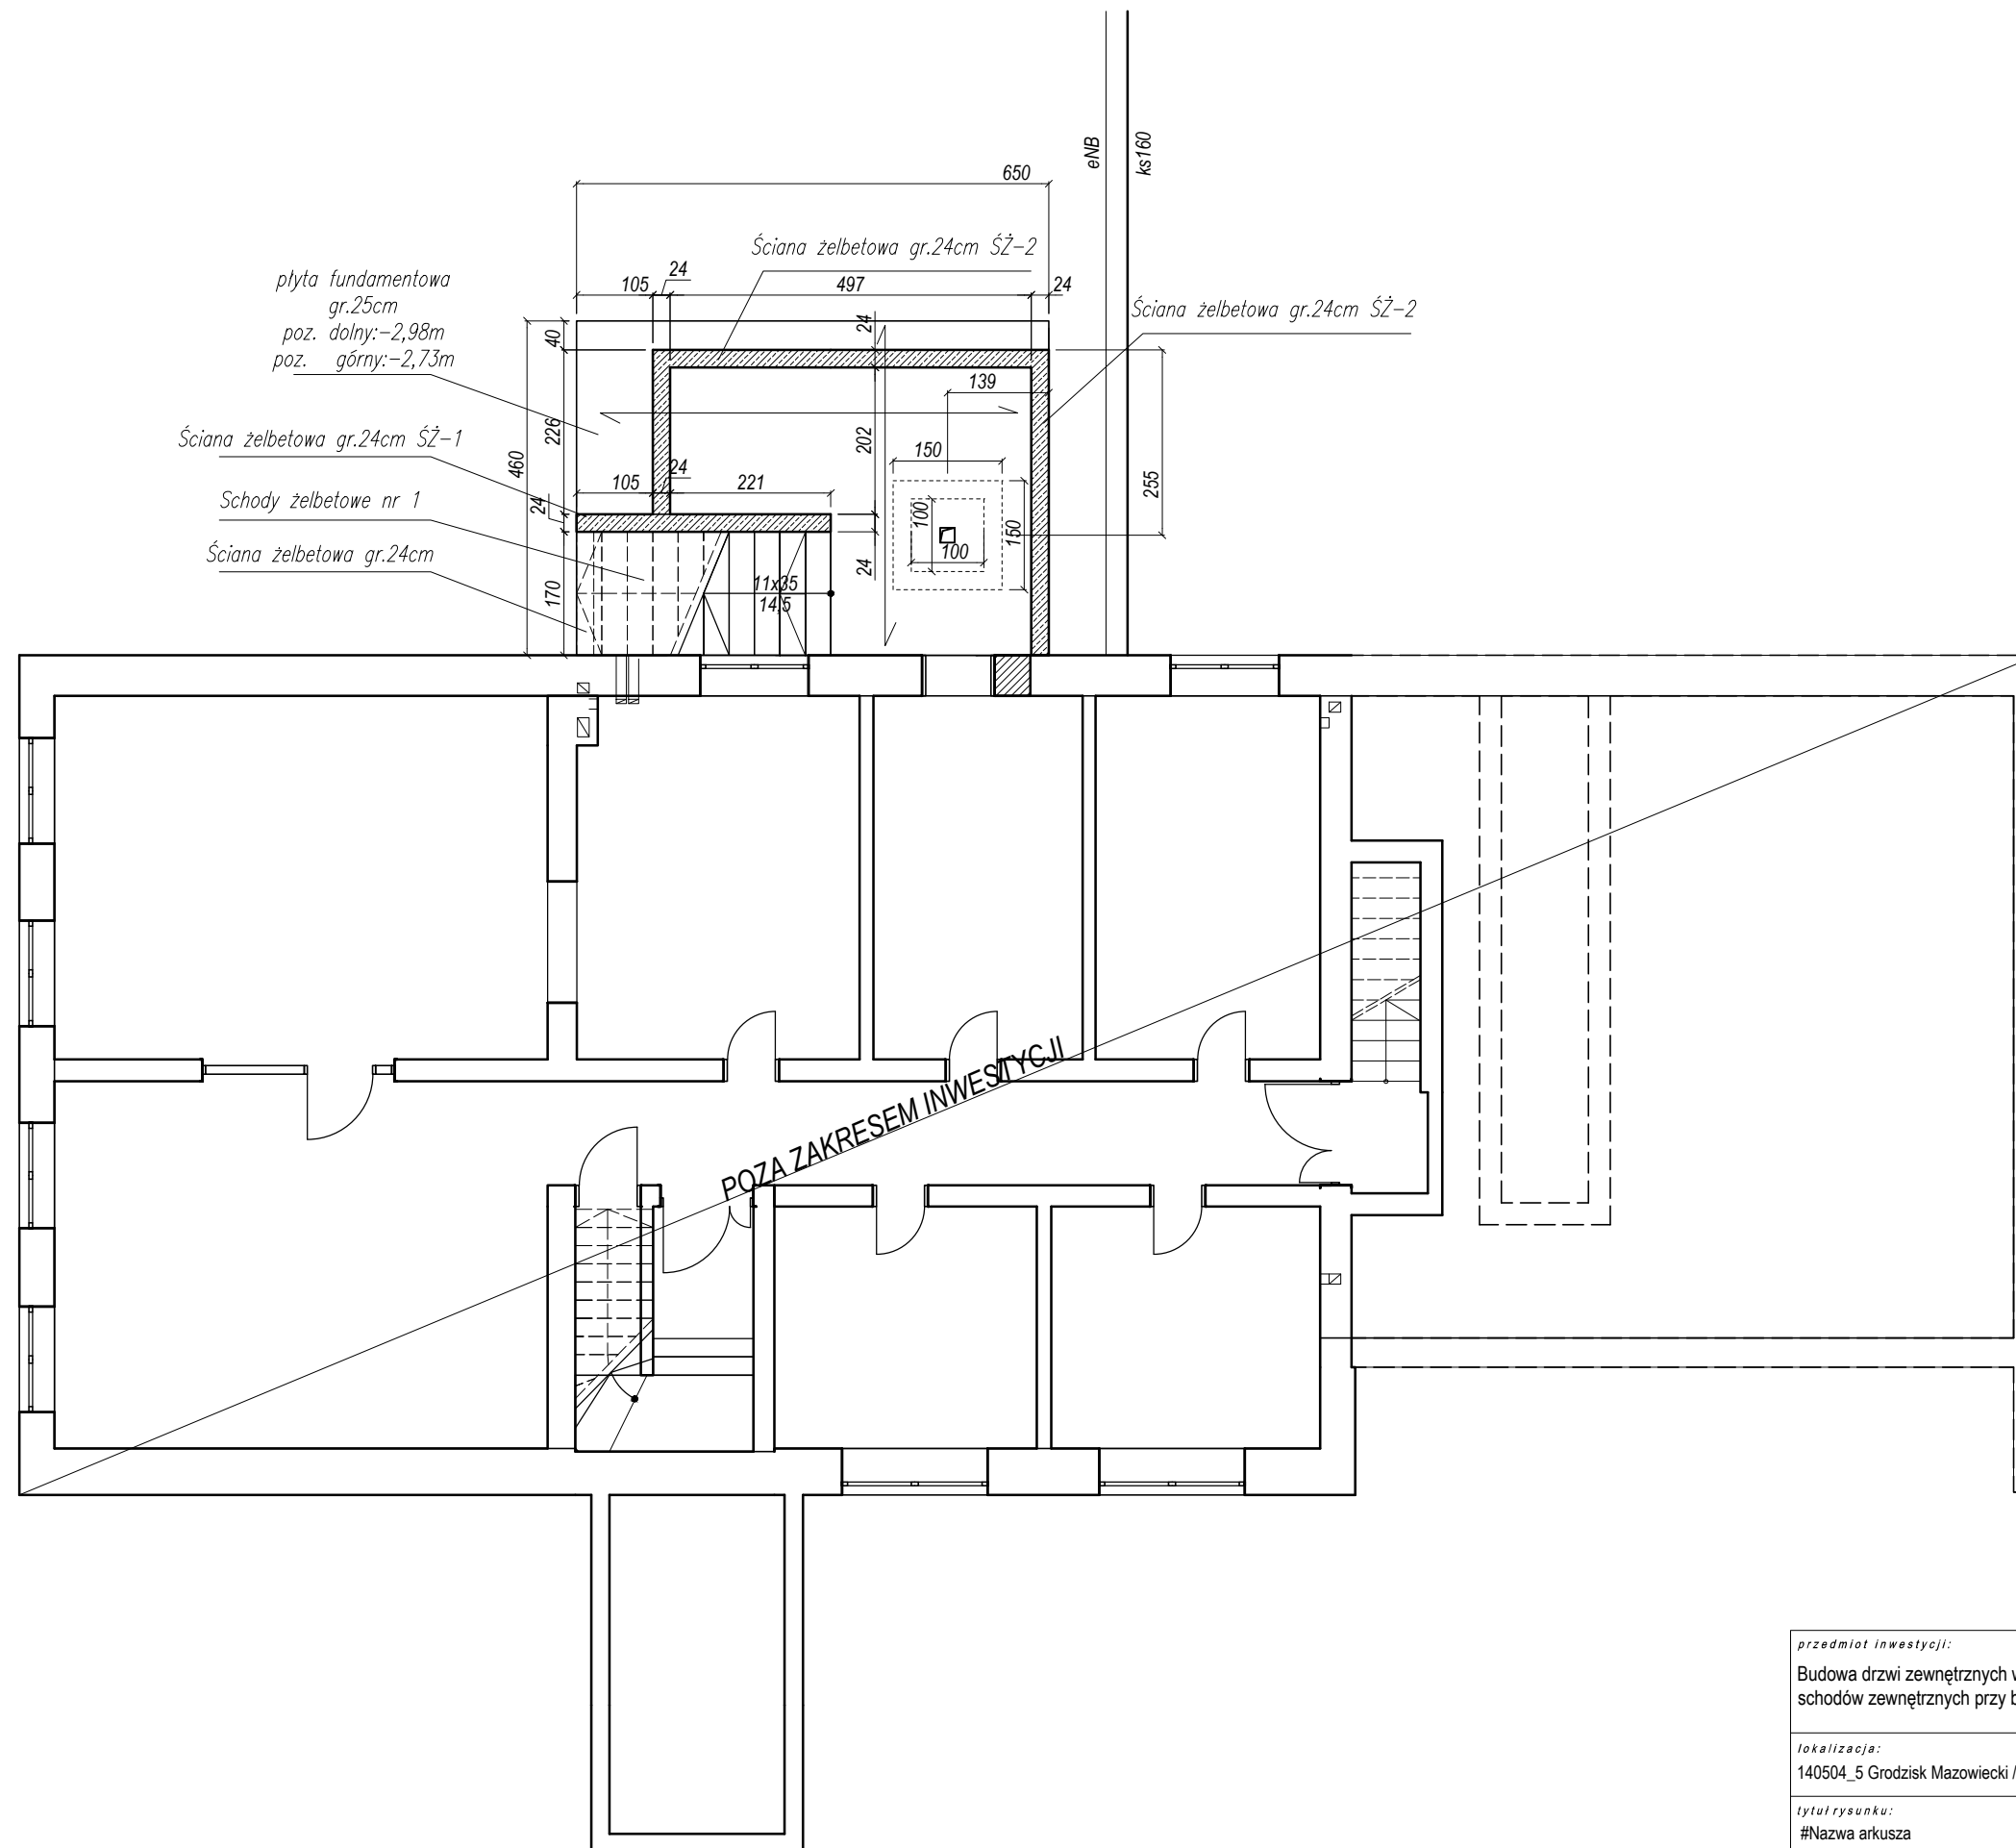 eNB
ks160
650
Ściana żelbetowa gr.24cm ŚŻ-2
24
105
497
24
płyta fundamentowa
gr.25cm
poz. dolny:-2,98m
poz. górny:-2,73m
Ściana żelbetowa gr.24cm ŚŻ-2
40
24
139
Ściana żelbetowa gr.24cm ŚŻ-1
226
202
460
150
24
255
105
221
Schody żelbetowe nr 1
24
100
150
Ściana żelbetowa gr.24cm
100
24
170
11x35
14,5
POZA ZAKRESEM INWESTYCJI
przedmiot inwestycji:
Budowa drzwi zewnętrznych
schodów zewnętrznych przy
lokalizacja:
140504_5 Grodzisk Mazowiecki /
tytuł rysunku:
#Nazwa arkusza